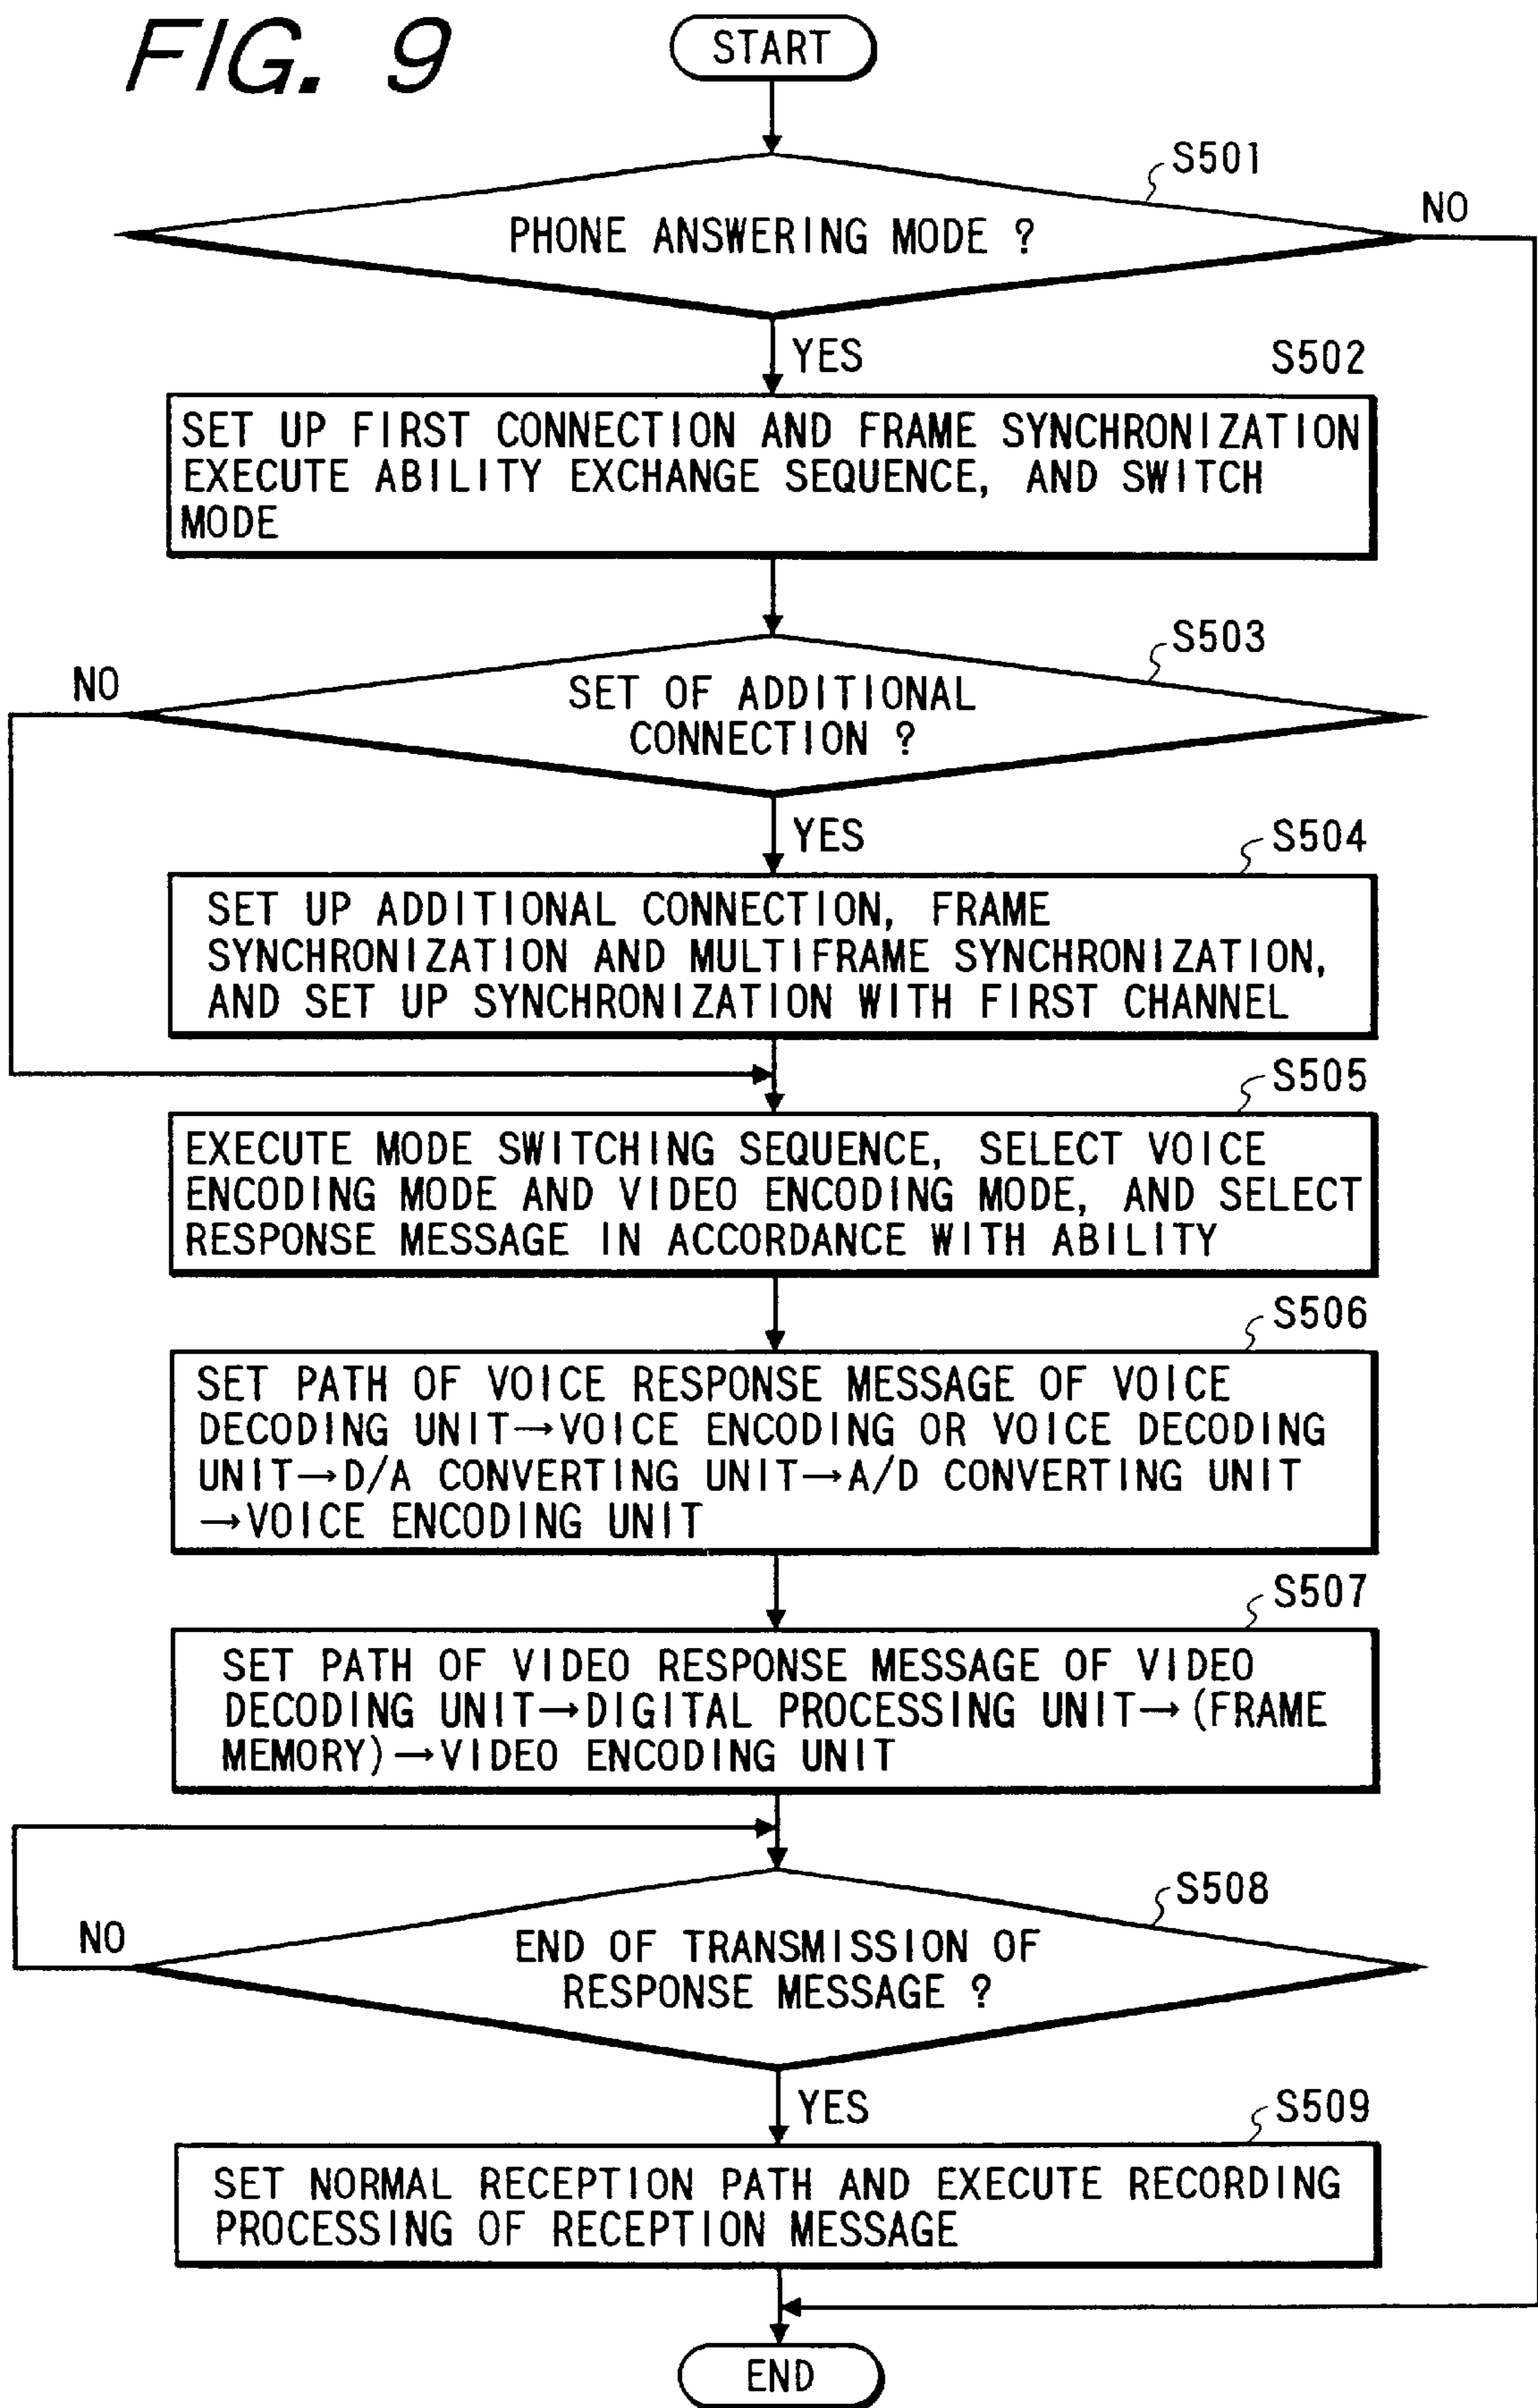 FIG. 9
START
S501
PHONE ANSWERING MODE ?
NO
YES
S502
SET UP FIRST CONNECTION AND FRAME SYNCHRONIZATION
EXECUTE ABILITY EXCHANGE SEQUENCE, AND SWITCH
MODE
S503
NO
SET OF ADDITIONAL
CONNECTION ?
YES
S504
SET UP ADDITIONAL CONNECTION, FRAME
SYNCHRONIZATION AND MULTIFRAME SYNCHRONIZATION,
AND SET UP SYNCHRONIZATION WITH FIRST CHANNEL
S505
EXECUTE MODE SWITCHING SEQUENCE, SELECT VOICE
ENCODING MODE AND VIDEO ENCODING MODE, AND SELECT
RESPONSE MESSAGE IN ACCORDANCE WITH ABILITY
S506
SET PATH OF VOICE RESPONSE MESSAGE OF VOICE
DECODING UNIT→VOICE ENCODING OR VOICE DECODING
UNIT→D/A CONVERTING UNIT→A/D CONVERTING UNIT
→VOICE ENCODING UNIT
S507
SET PATH OF VIDEO RESPONSE MESSAGE OF VIDEO
DECODING UNIT→DIGITAL PROCESSING UNIT→(FRAME
MEMORY)→VIDEO ENCODING UNIT
S508
NO
END OF TRANSMISSION OF
RESPONSE MESSAGE ?
YES
S509
SET NORMAL RECEPTION PATH AND EXECUTE RECORDING
PROCESSING OF RECEPTION MESSAGE
END